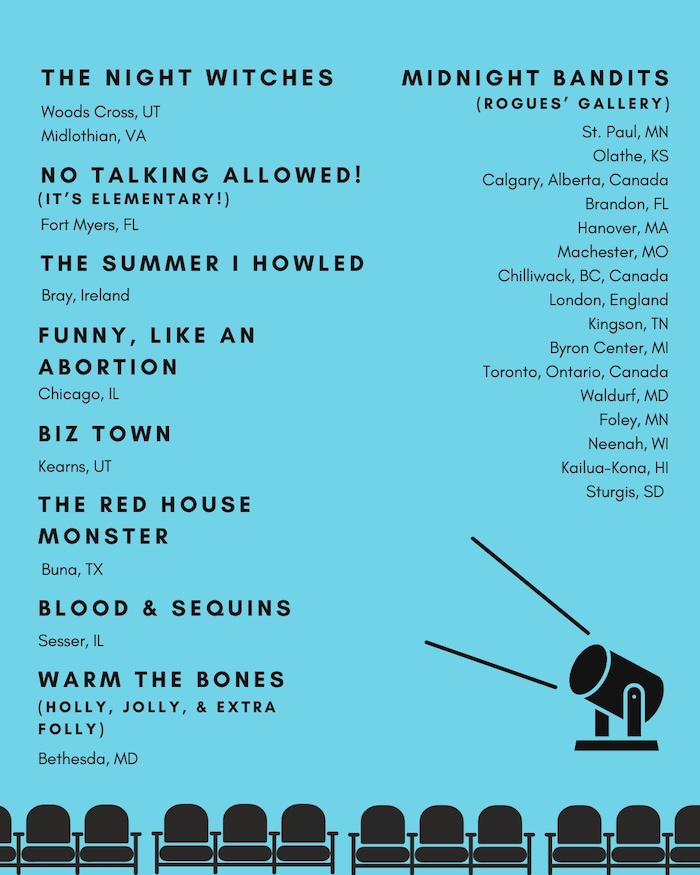 THE NIGHT WITCHES
Woods Cross, UT
Midlothian, VA
NO TALKING ALLOWED!
(IT'S ELEMENTARY!)
Fort Myers, FL
THE SUMMER I HOWLED
Bray, Ireland
FUNNY, LIKE AN
ABORTION
Chicago, IL
BIZ TOWN
Kearns, UT
THE RED HOUSE
MONSTER
Buna, TX
BLOOD & SEQUINS
Sesser, IL
WARM THE BONES
(HOLLY, JOLLY, & EXTRA
FOLLY)
Bethesda, MD
MIDNIGHT BANDITS
(ROGUES' GALLERY)
St. Paul, MN
Olathe, KS
Calgary, Alberta, Canada
Brandon, FL
Hanover, MA
Machester, MO
Chilliwack, BC, Canada
London, England
Kingson, TN
Byron Center, MI
Toronto, Ontario, Canada
Waldurf, MD
Foley, MN
Neenah, WI
Kailua-Kona, HI
Sturgis, SD